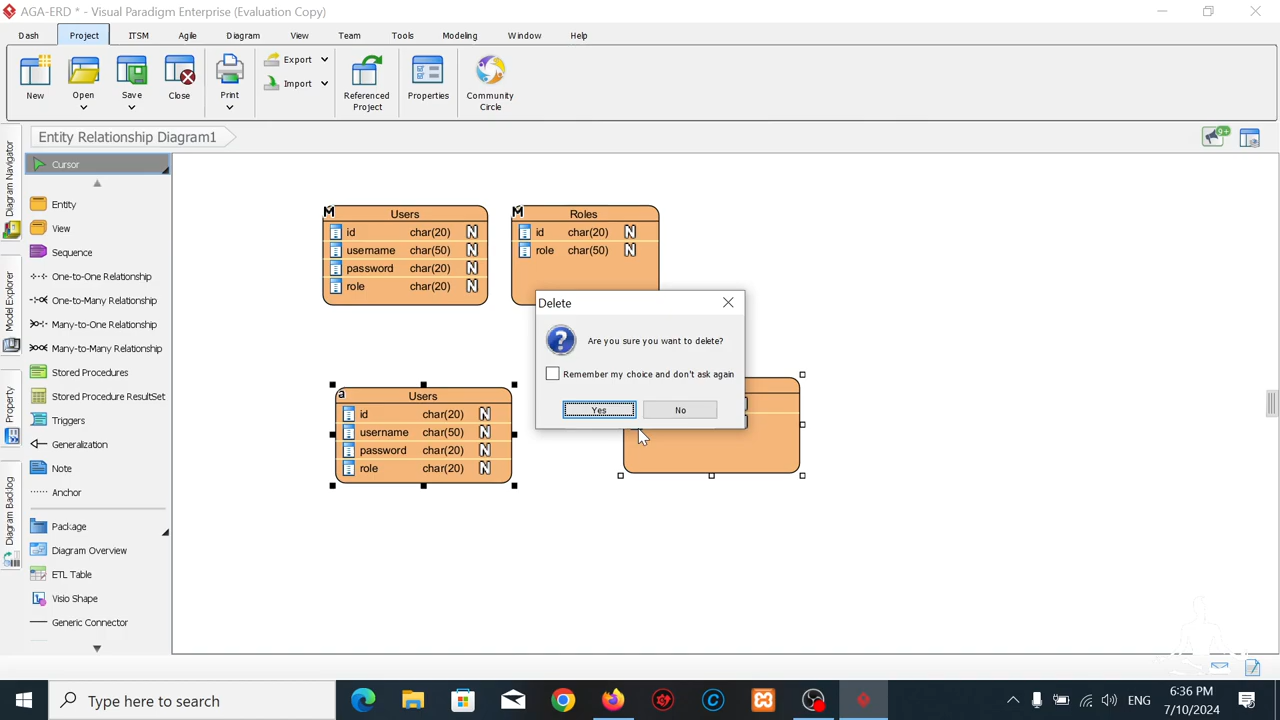 AGA-ERD * - Visual Paradigm Enterprise (Evaluation Copy)
Dash Project ITSM Agile Diagram View Team Tools Modeling Window Help
New Open Save Close Print Export Import Referenced Project Properties Community Circle
Entity Relationship Diagram1
9+
Diagram Navigator
Model Explorer
Property
Diagram Backlog
Cursor
Entity
View
Sequence
One-to-One Relationship
One-to-Many Relationship
Many-to-One Relationship
Many-to-Many Relationship
Stored Procedures
Stored Procedure ResultSet
Triggers
Generalization
Note
Anchor
Package
Diagram Overview
ETL Table
Visio Shape
Generic Connector
M Users
id char(20) N
username char(50) N
password char(20) N
role char(20) N
M Roles
id char(20) N
role char(50) N
Delete
Are you sure you want to delete?
Remember my choice and don't ask again
Yes No
a Users
id char(20) N
username char(50) N
password char(20) N
role char(20) N
Type here to search
ENG
6:36 PM
7/10/2024